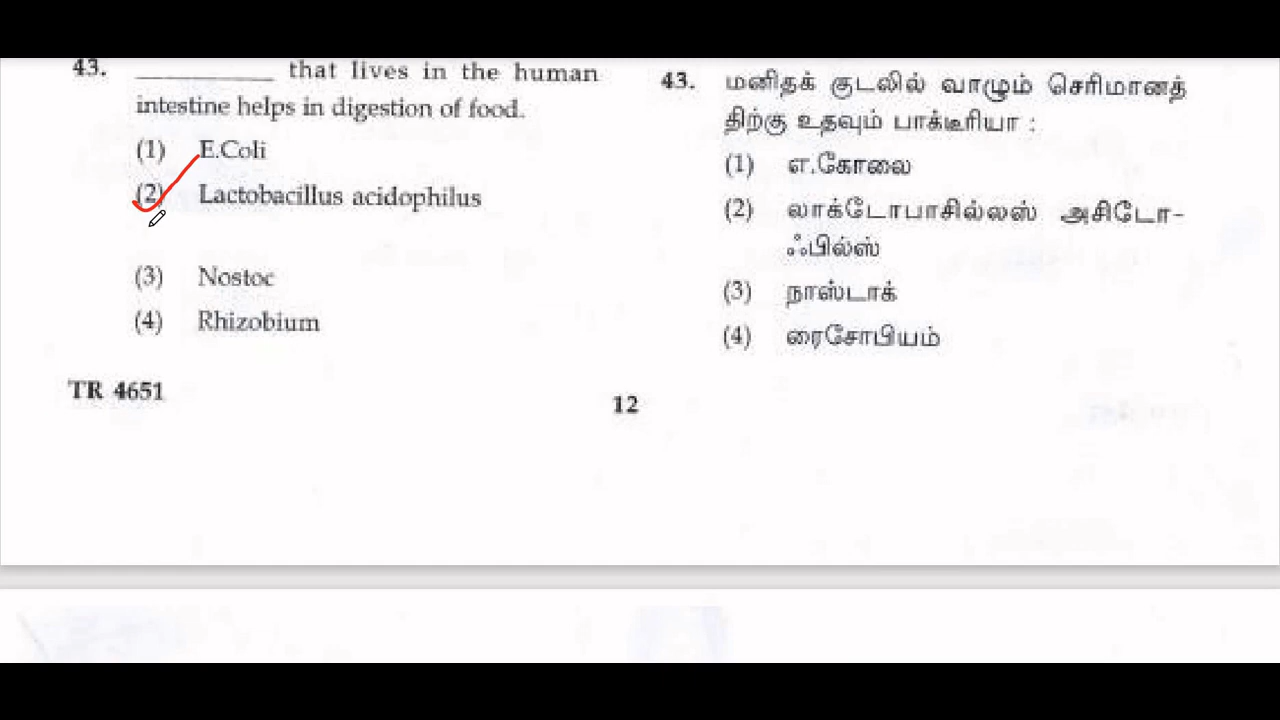 43. __________ that lives in the human
intestine helps in digestion of food.
(1) E.Coli
(2) Lactobacillus acidophilus
(3) Nostoc
(4) Rhizobium
TR 4651
43. மனிதக் குடலில் வாழும் செரிமானத்
திற்கு உதவும் பாக்டீரியா :
(1) எ.கோலை
(2) லாக்டோபாசில்லஸ் அசிடோ-
ஃபில்ஸ்
(3) நாஸ்டாக்
(4) ரைசோபியம்
12